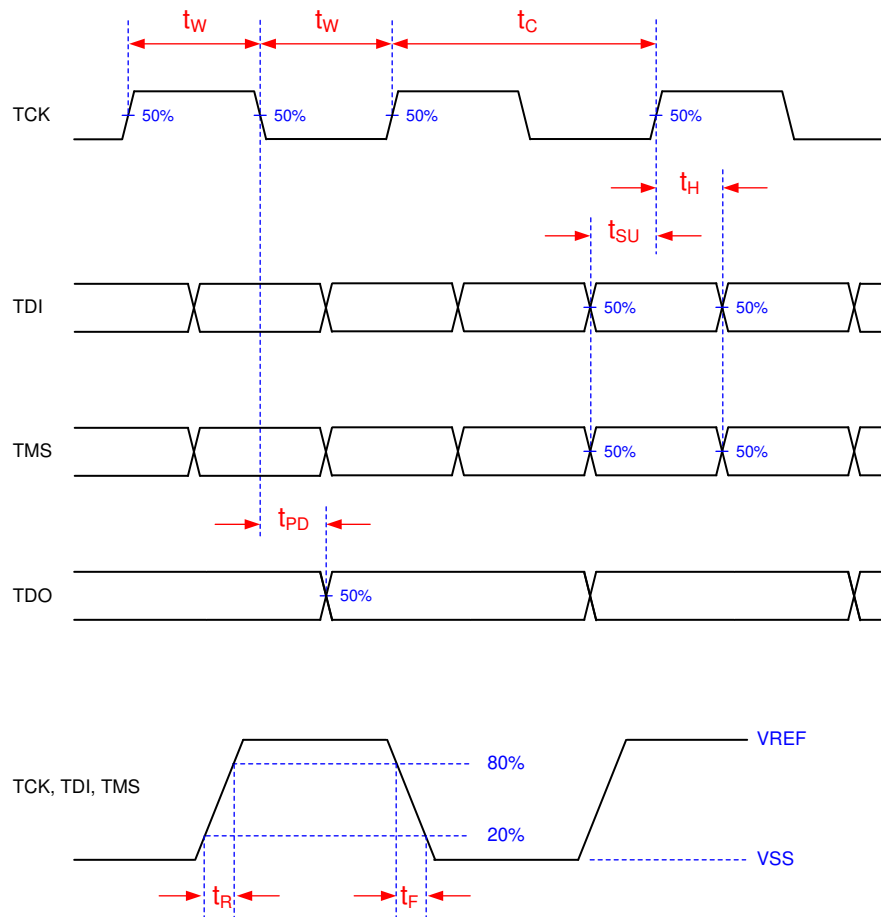 tW tW tC
TCK 50% 50% 50% 50%
tH
tSU
TDI 50% 50%
TMS 50% 50%
tPD
TDO 50%
VREF
80%
TCK, TDI, TMS
20%
VSS
tR tF